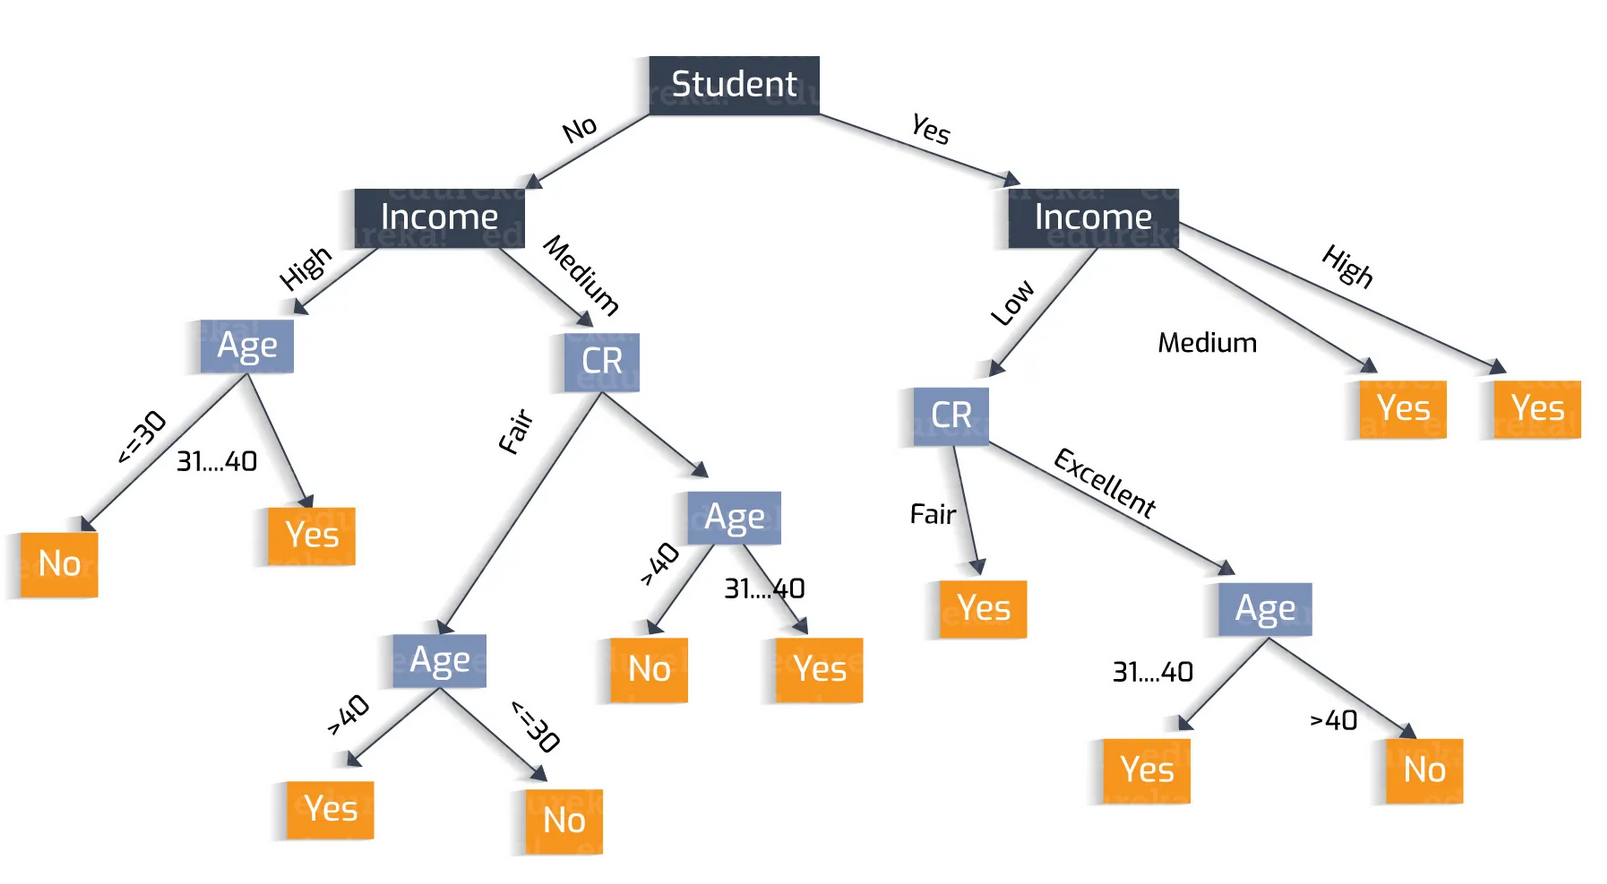 Student
No
Yes
Income
Income
High
Medium
Low
Medium
High
Age
CR
CR
Yes
Yes
<=30
31....40
Fair
Age
Fair
Excellent
No
Yes
>40
31....40
Yes
Age
Age
No
Yes
31....40
>40
>40
<=30
Yes
No
Yes
No
edureka!